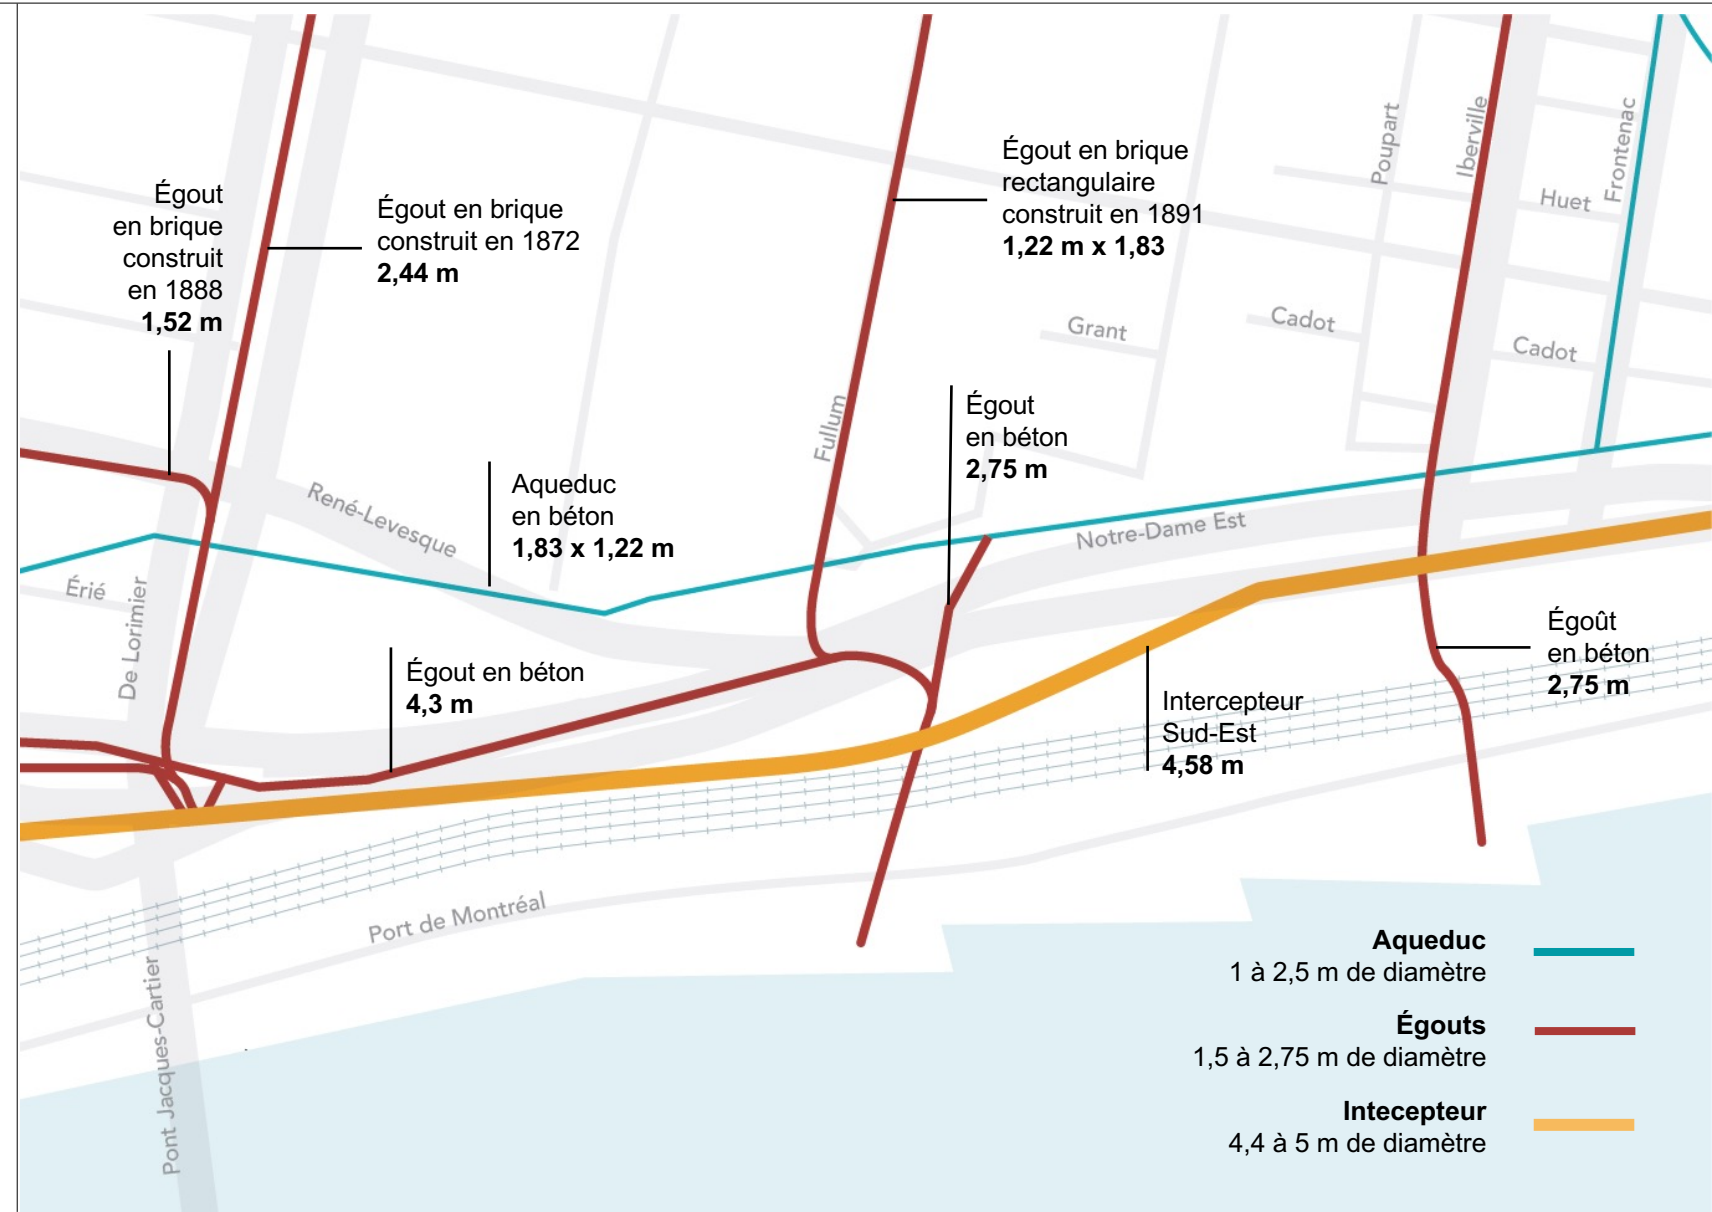 Égout
en brique
construit
en 1888
1,52 m
Égout en brique
construit en 1872
2,44 m
Égout en brique
rectangulaire
construit en 1891
1,22 m x 1,83
Poupart
Iberville
Frontenac
Huet
Grant
Cadot
Cadot
Fullum
Égout
en béton
2,75 m
René-Levesque
Aqueduc
en béton
1,83 x 1,22 m
Notre-Dame Est
Érié
De Lorimier
Égout en béton
4,3 m
Égoût
en béton
2,75 m
Intercepteur
Sud-Est
4,58 m
Port de Montréal
Pont Jacques-Cartier
Aqueduc
1 à 2,5 m de diamètre
Égouts
1,5 à 2,75 m de diamètre
Intecepteur
4,4 à 5 m de diamètre